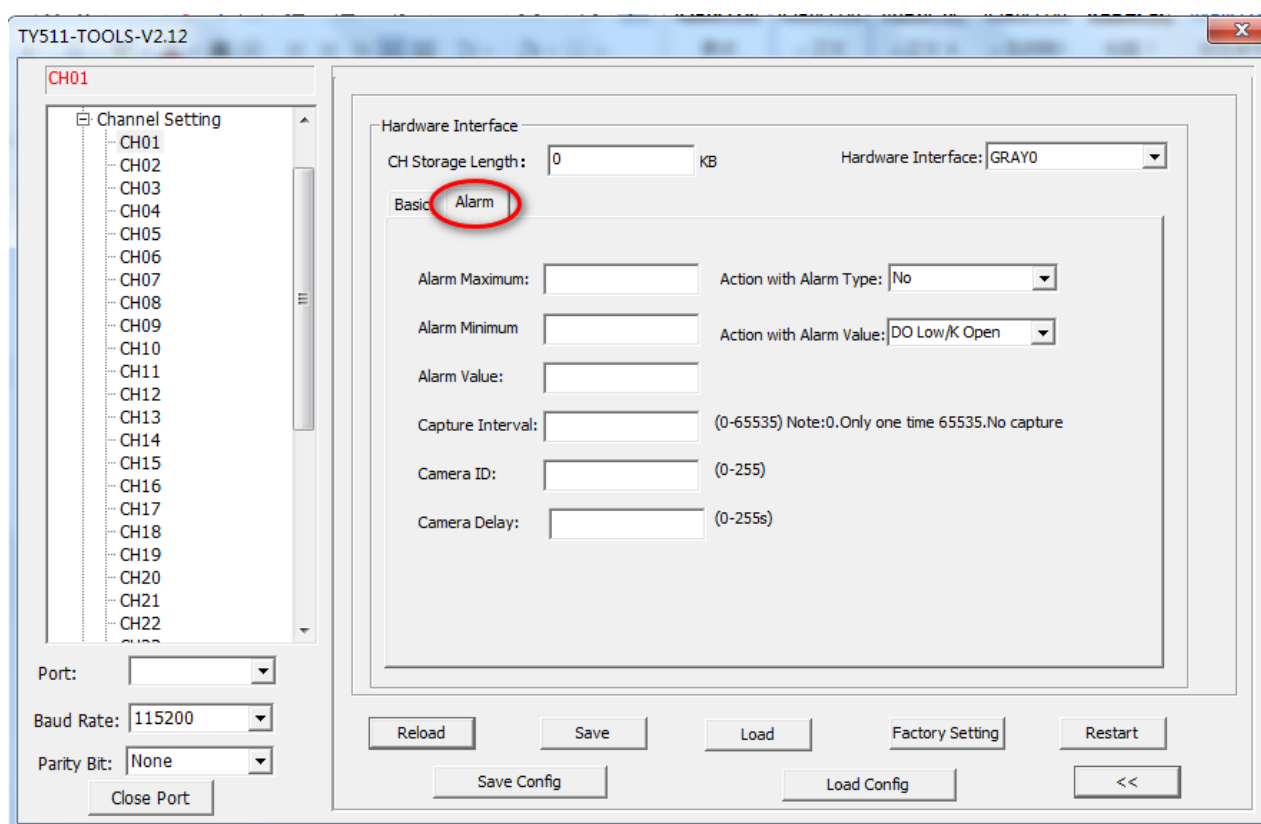 TY511-TOOLS-V2.12
CH01
Channel Setting
CH01
CH02
CH03
CH04
CH05
CH06
CH07
CH08
CH09
CH10
CH11
CH12
CH13
CH14
CH15
CH16
CH17
CH18
CH19
CH20
CH21
CH22
Port:
Baud Rate: 115200
Parity Bit: None
Close Port
Hardware Interface
CH Storage Length: 0 KB Hardware Interface: GRAY0
Basic Alarm
Alarm Maximum: Action with Alarm Type: No
Alarm Minimum Action with Alarm Value: DO Low/K Open
Alarm Value:
Capture Interval: (0-65535) Note:0.Only one time 65535.No capture
Camera ID: (0-255)
Camera Delay: (0-255s)
Reload Save Load Factory Setting Restart
Save Config Load Config <<